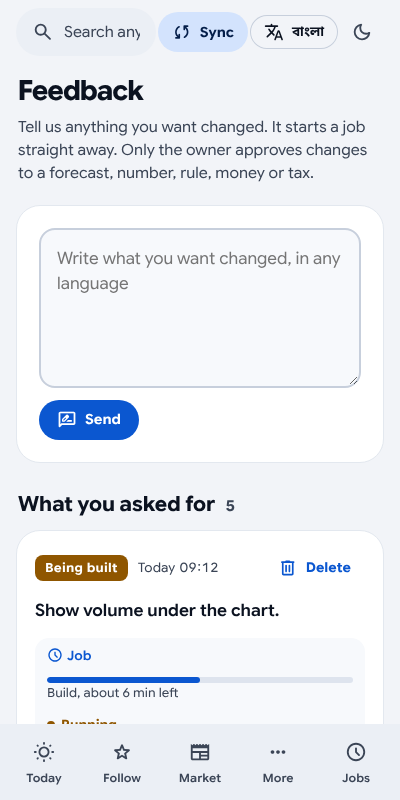 Search any
Sync
বাংলা
Feedback
Tell us anything you want changed. It starts a job
straight away. Only the owner approves changes
to a forecast, number, rule, money or tax.
Write what you want changed, in any
language
Send
What you asked for 5
Being built Today 09:12 Delete
Show volume under the chart.
Job
Build, about 6 min left
Running
Today Follow Market More Jobs